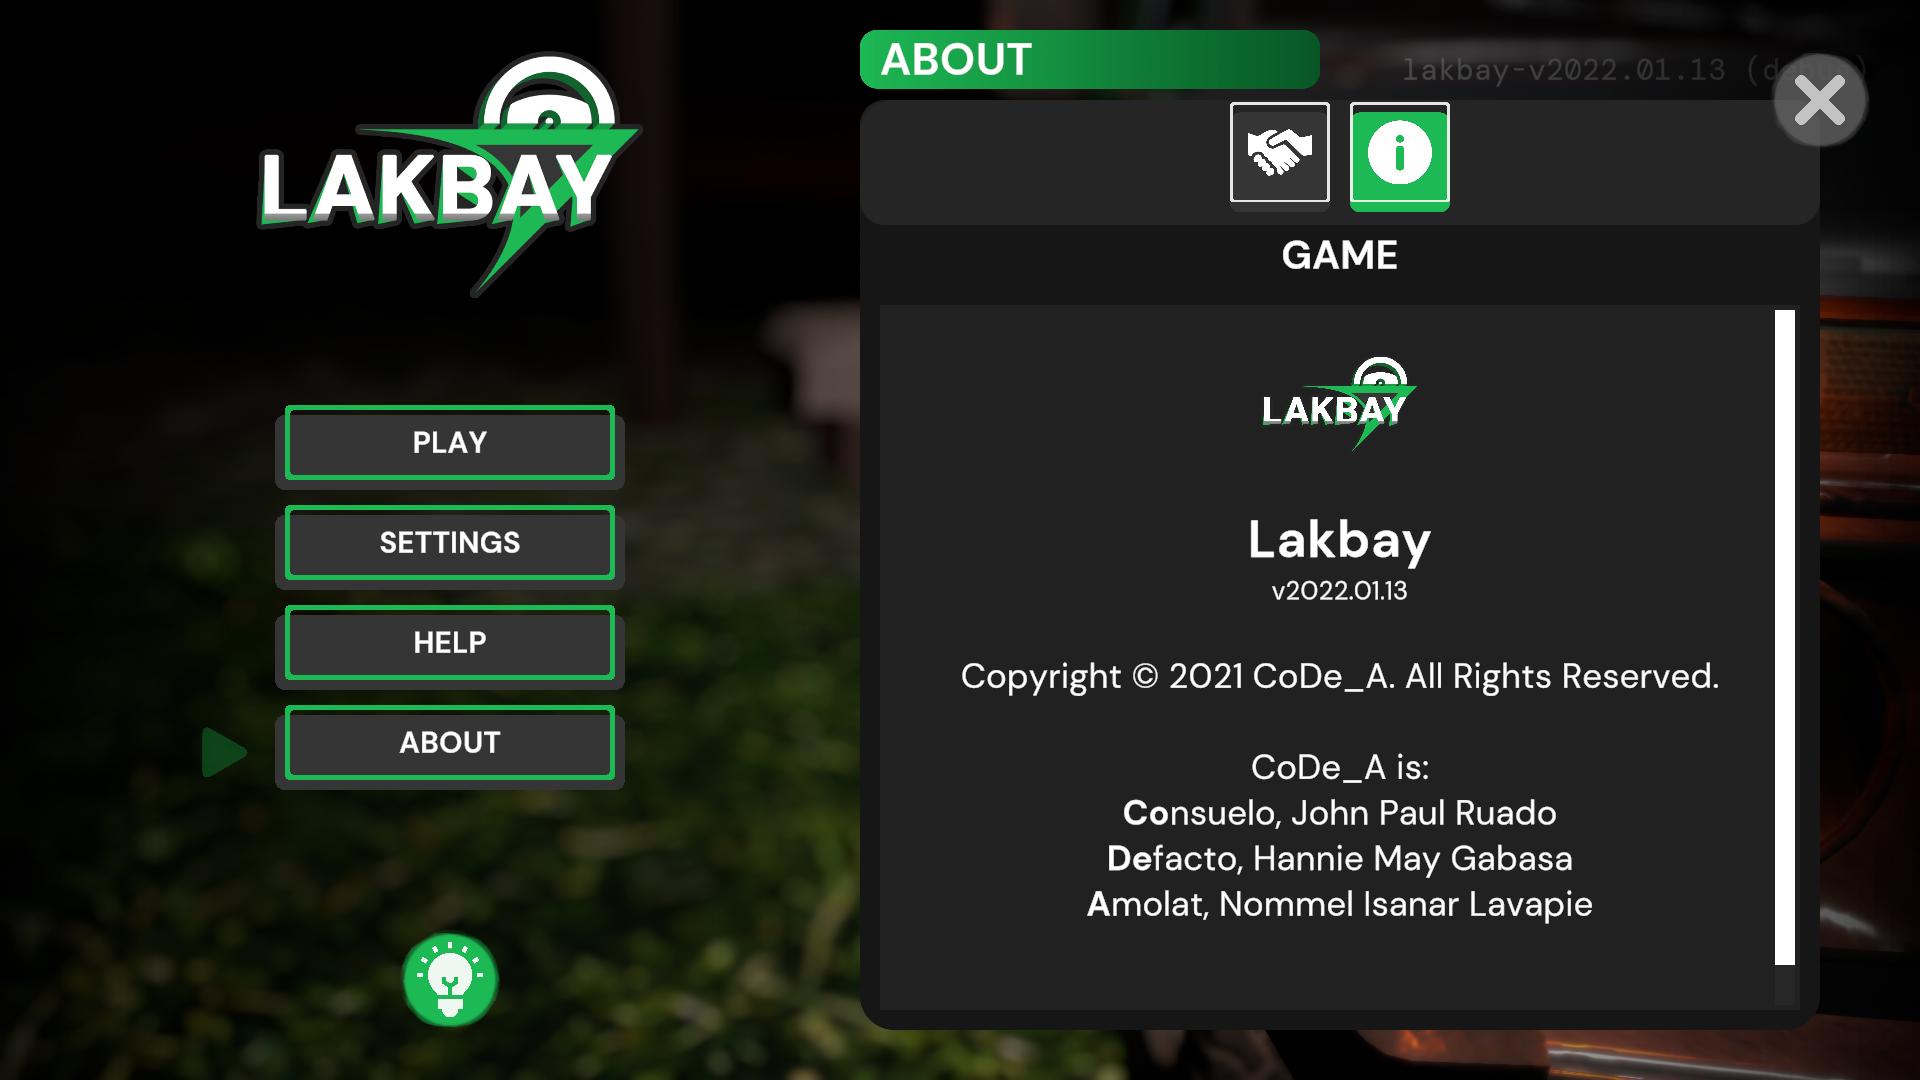 LAKBAY
PLAY
SETTINGS
HELP
ABOUT
ABOUT
lakbay-v2022.01.13
GAME
LAKBAY
Lakbay
v2022.01.13
Copyright © 2021 CoDe_A. All Rights Reserved.
CoDe_A is:
Consuelo, John Paul Ruado
Defacto, Hannie May Gabasa
Amolat, Nommel Isanar Lavapie